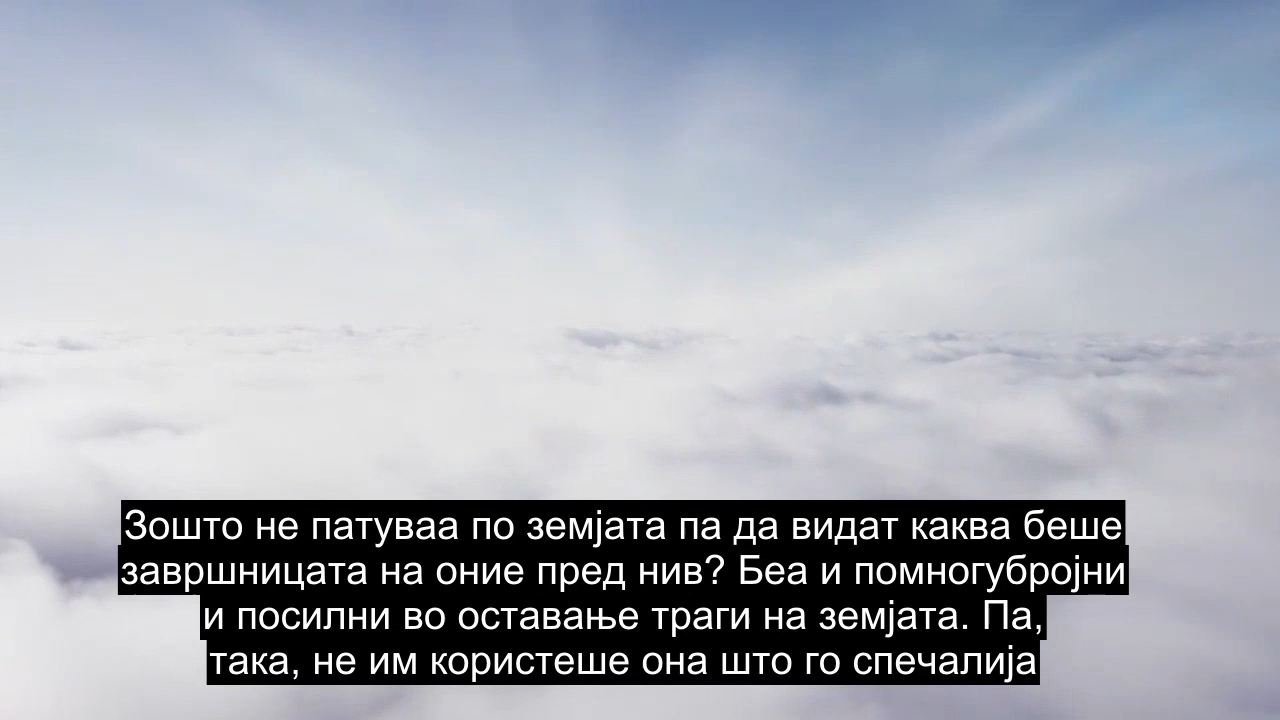 Зошто не патуваа по земјата па да видат каква беше
завршницата на оние пред нив? Беа и помногубројни
и посилни во оставање траги на земјата. Па,
така, не им користеше она што го спечалија